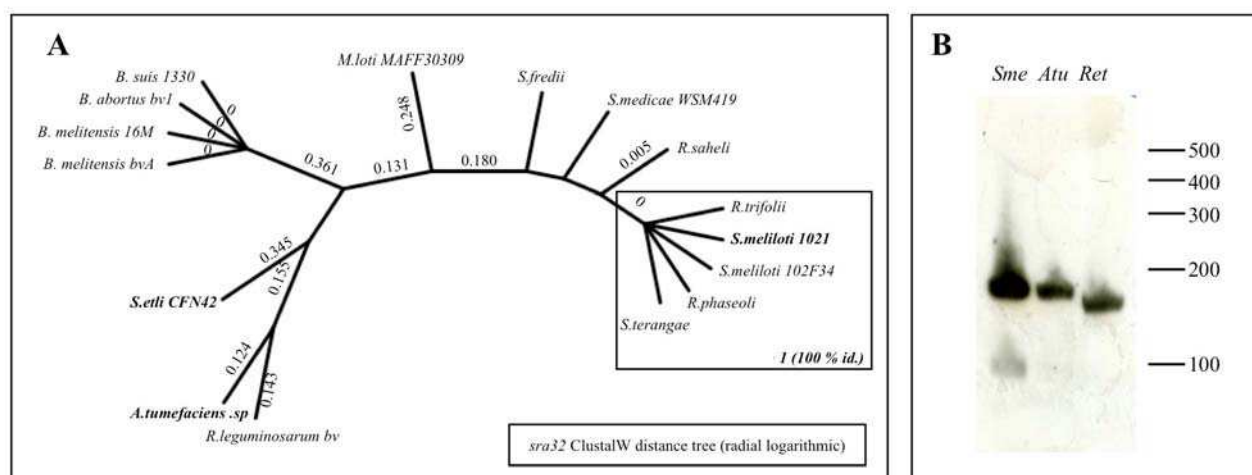 A
B. suis 1330
B. abortus bv1
B. melitensis 16M
B. melitensis bvA
0
0
0
0
0.361
M.loti MAFF30309
0.248
0.131
0.180
S.fredii
S.medicae WSM419
0.005
R.saheli
0
R.trifolii
S.meliloti 1021
S.meliloti 102F34
R.phaseoli
S.terangae
1 (100 % id.)
0.345
0.155
S.etli CFN42
0.124
0.143
A.tumefaciens .sp
R.leguminosarum bv
sra32 ClustalW distance tree (radial logarithmic)
B
Sme Atu Ret
500
400
300
200
100